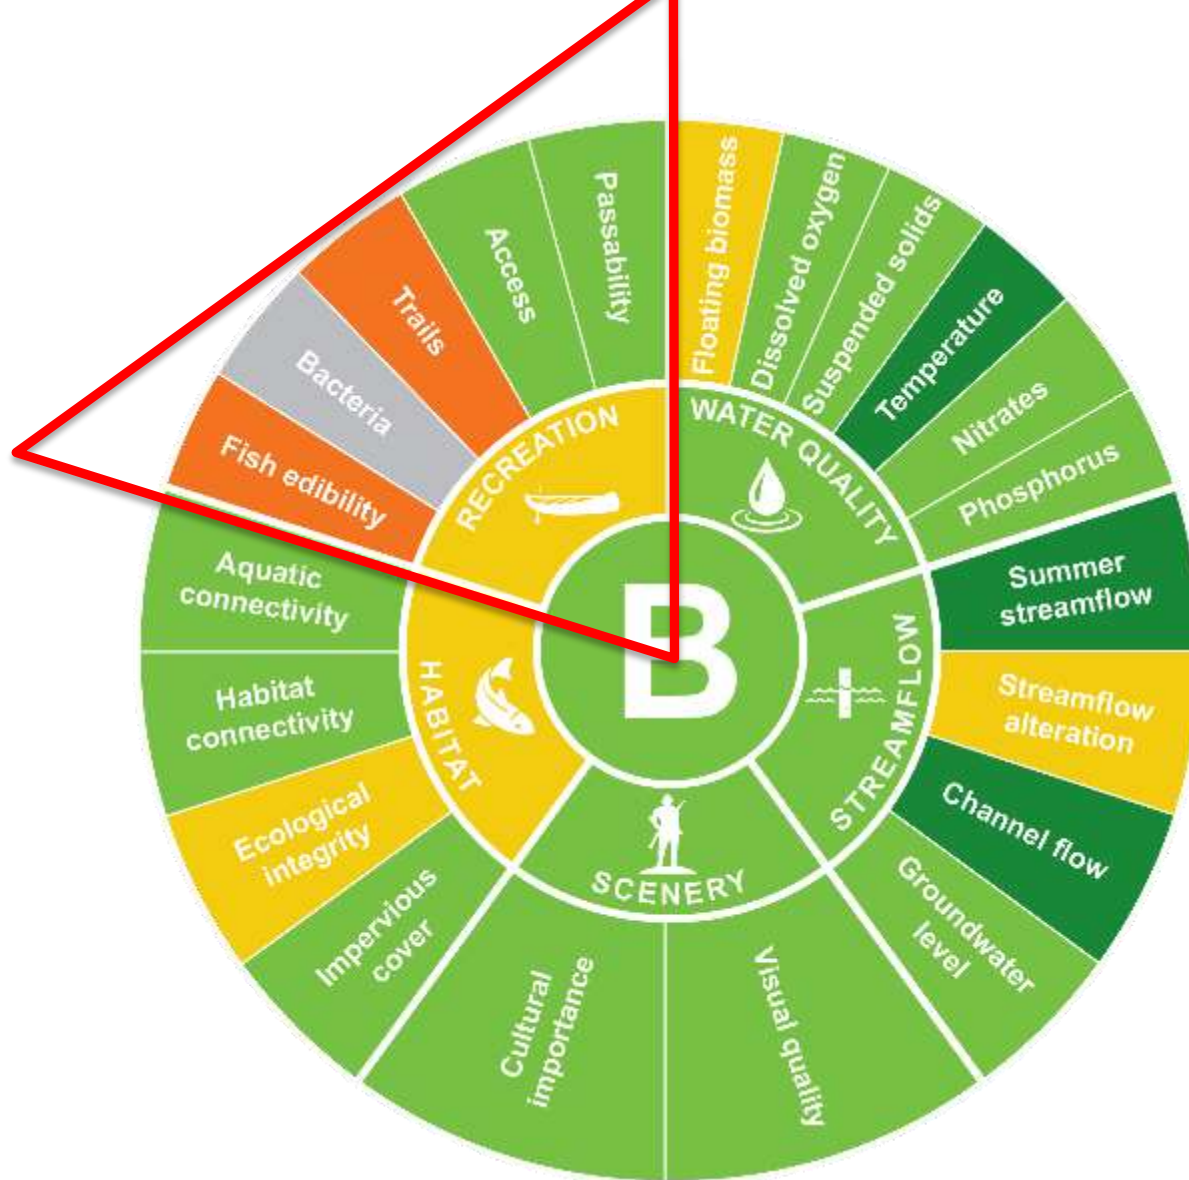 Passability
Access
Trails
Bacteria
Fish edibility
RECREATION
Floating biomass
Dissolved oxygen
Suspended solids
Temperature
Nitrates
Phosphorus
WATER QUALITY
Summer
streamflow
Streamflow
alteration
Channel flow
Groundwater
level
STREAMFLOW
Visual quality
Cultural
importance
SCENERY
Impervious
cover
Ecological
integrity
Habitat
connectivity
Aquatic
connectivity
HABITAT
B